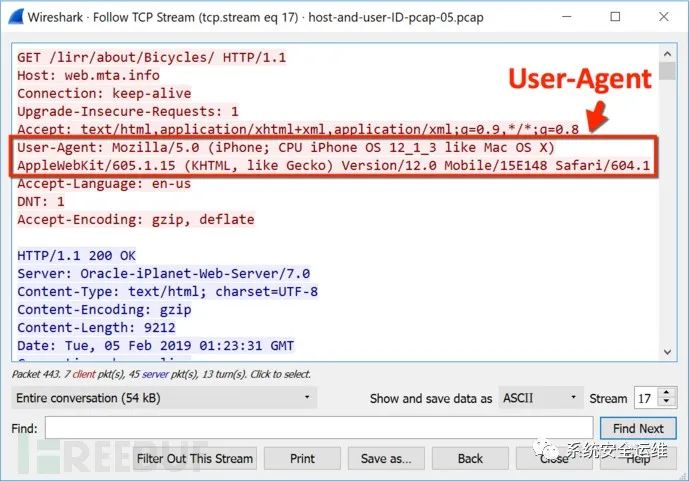 Wireshark · Follow TCP Stream (tcp.stream eq 17) · host-and-user-ID-pcap-05.pcap
GET /lirr/about/Bicycles/ HTTP/1.1
Host: web.mta.info
Connection: keep-alive
User-Agent
Upgrade-Insecure-Requests: 1
Accept: text/html,application/xhtml+xml,application/xml;q=0.9,*/*;q=0.8
User-Agent: Mozilla/5.0 (iPhone; CPU iPhone OS 12_1_3 like Mac OS X)
AppleWebKit/605.1.15 (KHTML, like Gecko) Version/12.0 Mobile/15E148 Safari/604.1
Accept-Language: en-us
DNT: 1
Accept-Encoding: gzip, deflate
HTTP/1.1 200 OK
Server: Oracle-iPlanet-Web-Server/7.0
Content-Type: text/html; charset=UTF-8
Content-Encoding: gzip
Content-Length: 9212
Date: Tue, 05 Feb 2019 01:23:31 GMT
Packet 443. 7 client pkt(s), 45 server pkt(s), 13 turn(s). Click to select.
Entire conversation (54 kB) Show and save data as ASCII Stream 17
Find: Find Next
Filter Out This Stream Print Save as... Back Close Help
FREEBUF
系统安全运维